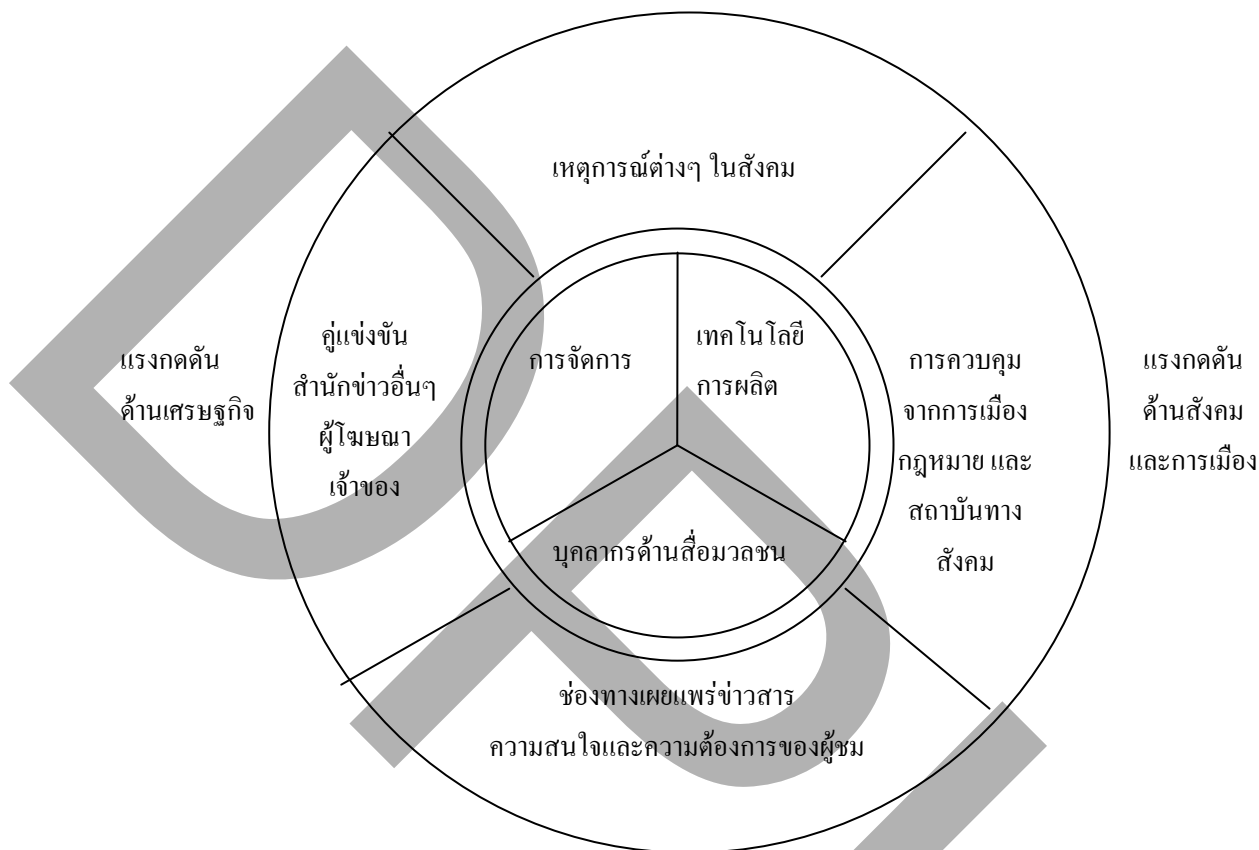 เหตุการณ์ต่างๆ ในสังคม
แรงกดดัน
ด้านเศรษฐกิจ
คู่แข่งขัน
สำนักข่าวอื่นๆ
ผู้โฆษณา
เจ้าของ
การจัดการ
เทคโนโลยี
การผลิต
การควบคุม
จากการเมือง
กฎหมาย และ
สถาบันทาง
สังคม
แรงกดดัน
ด้านสังคม
และการเมือง
บุคลากรด้านสื่อมวลชน
ช่องทางเผยแพร่ข่าวสาร
ความสนใจและความต้องการของผู้ชม